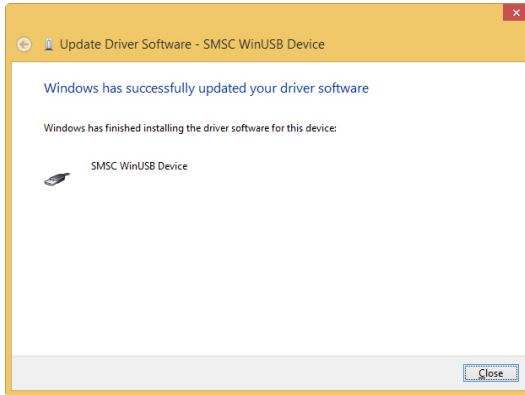 Update Driver Software - SMSC WinUSB Device
Windows has successfully updated your driver software
Windows has finished installing the driver software for this device:
SMSC WinUSB Device
Close